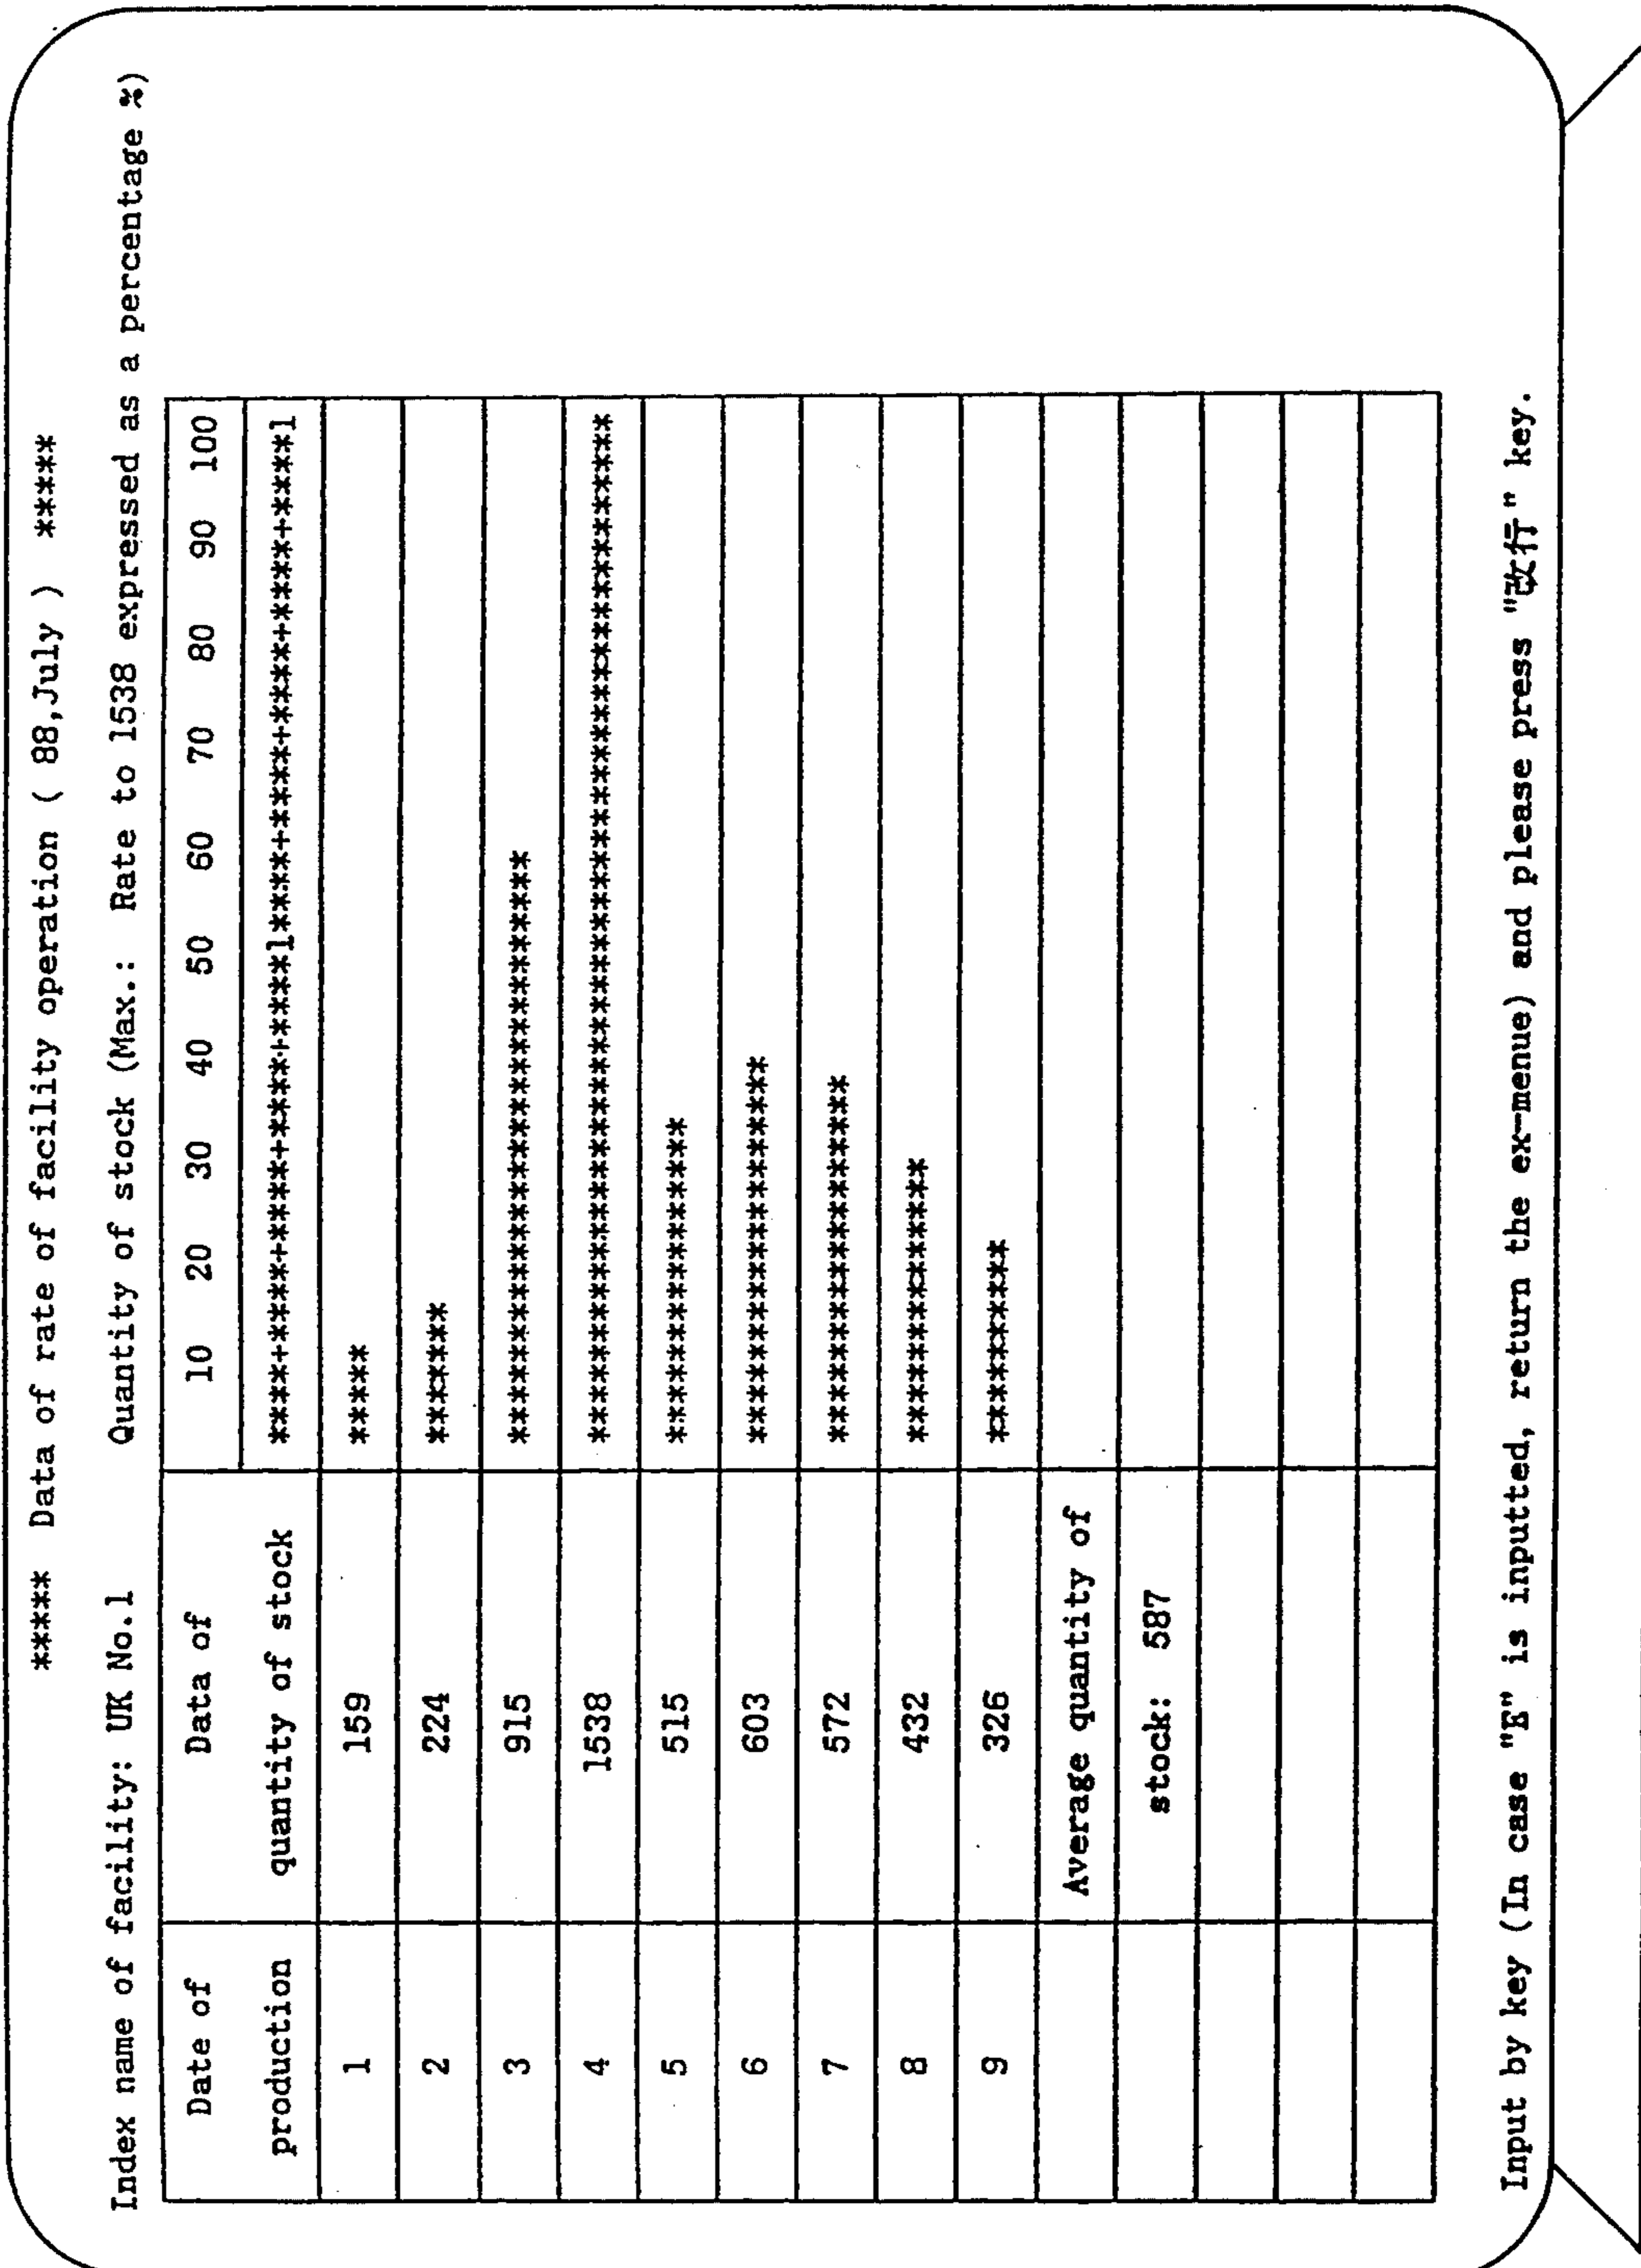 ***** Data of rate of facility operation ( 88,July ) *****
Index name of facility: UK No.1 Quantity of stock (Max.: Rate to 1538 expressed as a percentage %)
Date of Data of 10 20 30 40 50 60 70 80 90 100
production quantity of stock ****+****+****+****+****1****+****+****+****+****1
1 159 *****
2 224 *******
3 915 *****************************
4 1538 **************************************************
5 515 ****************
6 603 *******************
7 572 ******************
8 432 **************
9 326 **********
Average quantity of
stock: 587
Input by key (In case "E" is inputted, return the ex-menue) and please press "改行" key.